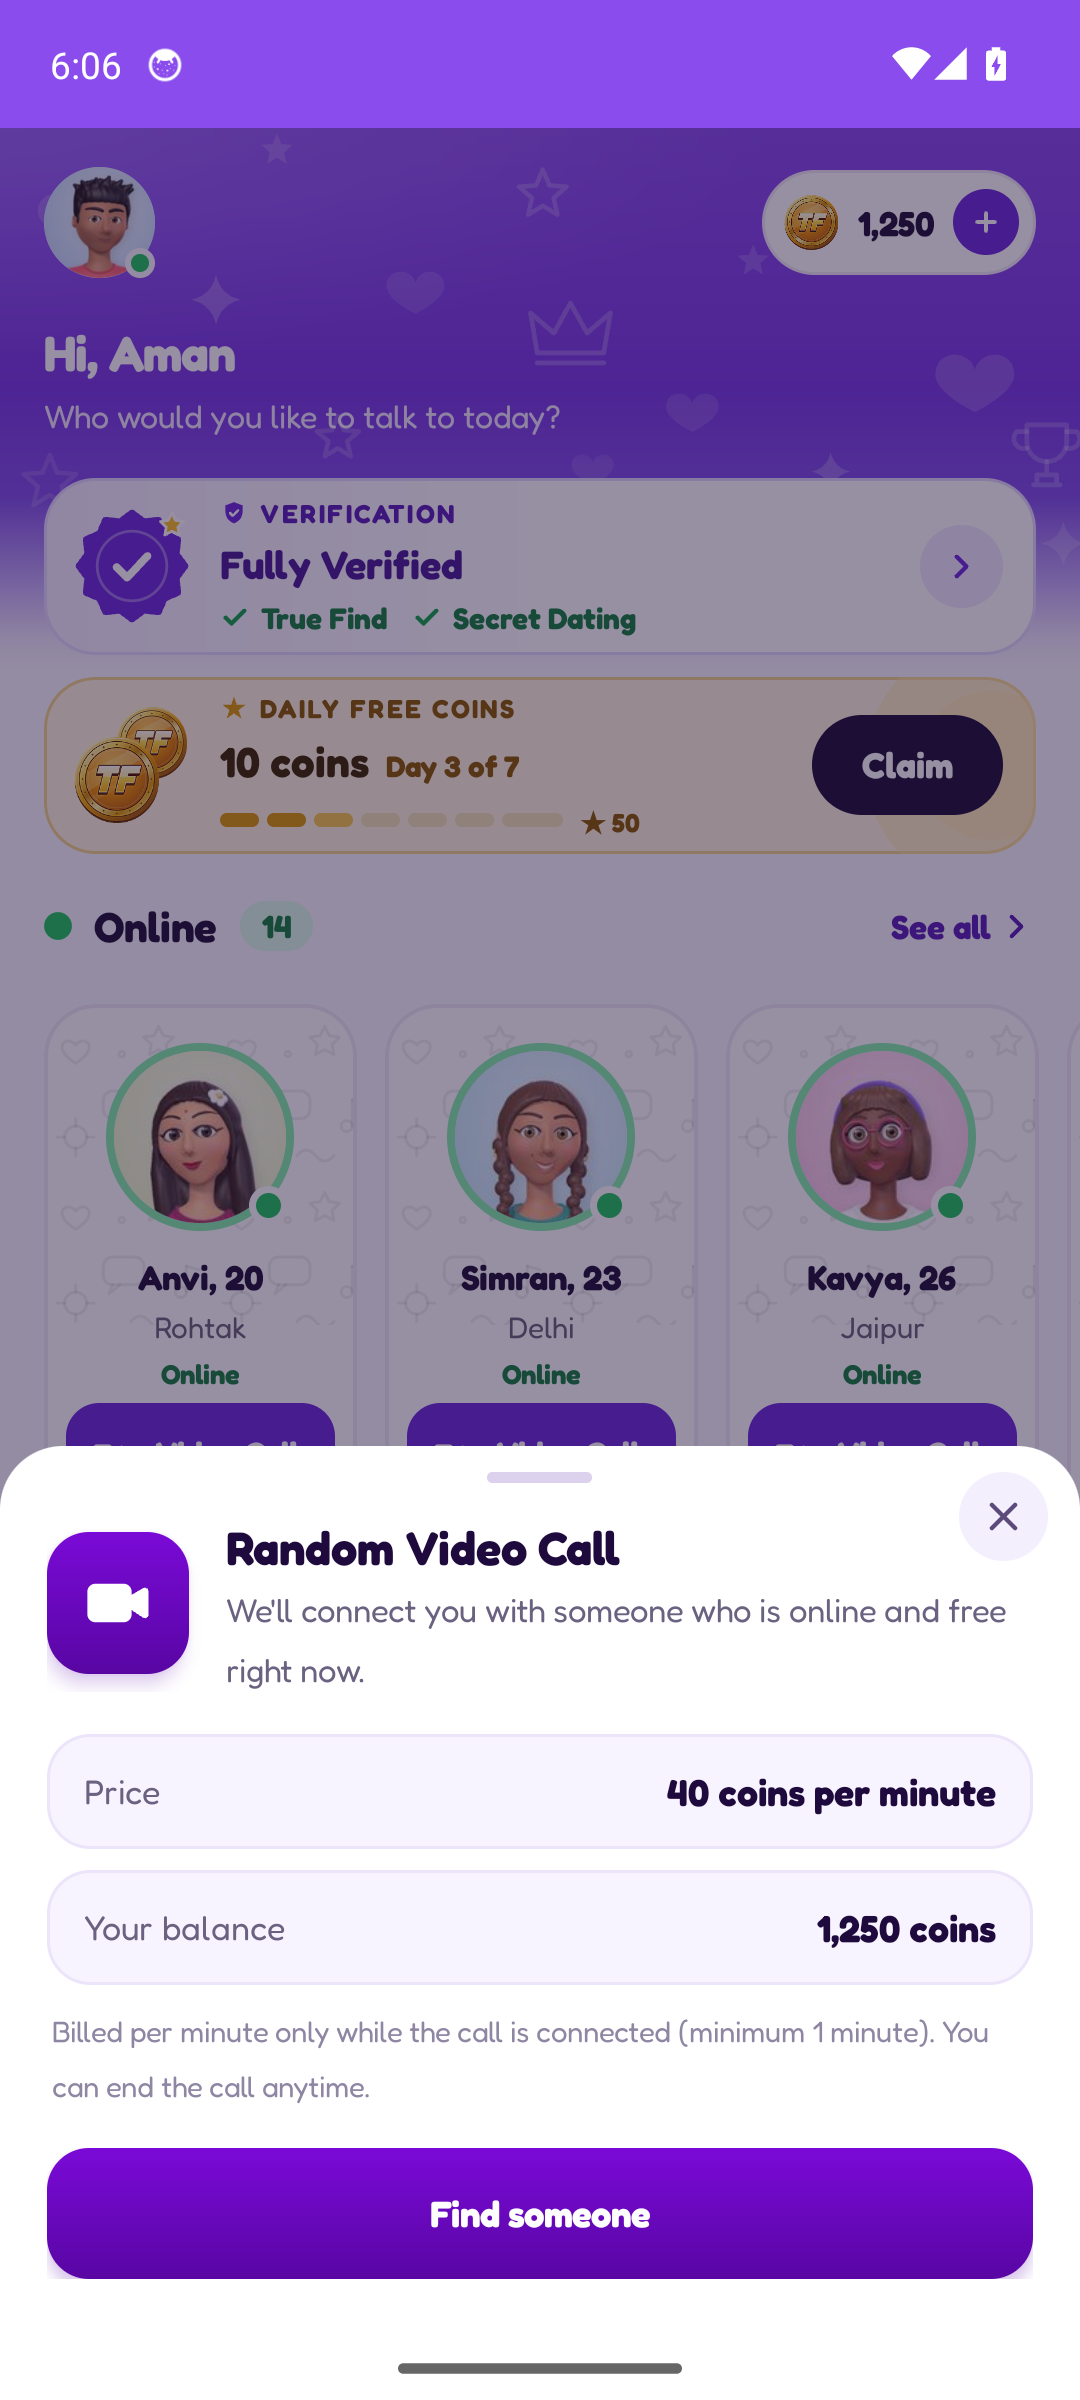 6:06
TF 1,250
Hi, Aman
Who would you like to talk to today?
VERIFICATION
Fully Verified
True Find Secret Dating
DAILY FREE COINS
TF TF
10 coins Day 3 of 7
Claim
50
Online 14 See all
Anvi, 20 Simran, 23 Kavya, 26
Rohtak Delhi Jaipur
Online Online Online
Random Video Call
We'll connect you with someone who is online and free
right now.
Price 40 coins per minute
Your balance 1,250 coins
Billed per minute only while the call is connected (minimum 1 minute). You
can end the call anytime.
Find someone